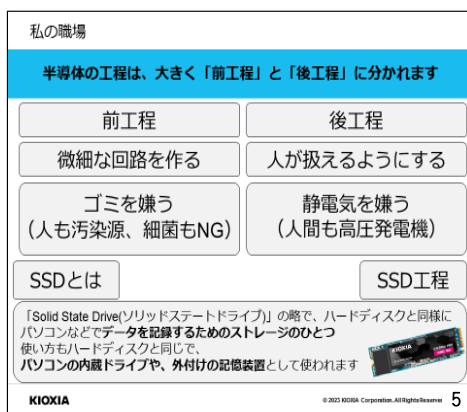 私の職場
半導体の工程は、大きく「前工程」と「後工程」に分かれます
前工程
後工程
微細な回路を作る
人が扱えるようにする
ゴミを嫌う
(人も汚染源、細菌もNG)
静電気を嫌う
(人間も高圧発電機)
SSDとは
SSD工程
「Solid State Drive(ソリッドステートドライブ)」の略で、ハードディスクと同様に
パソコンなどでデータを記録するためのストレージのひとつ
使い方もハードディスクと同じで、
パソコンの内蔵ドライブや、外付けの記憶装置として使われます
KIOXIA
KIOXIA
© 2023 KIOXIA Corporation. All Rights Reserved
5